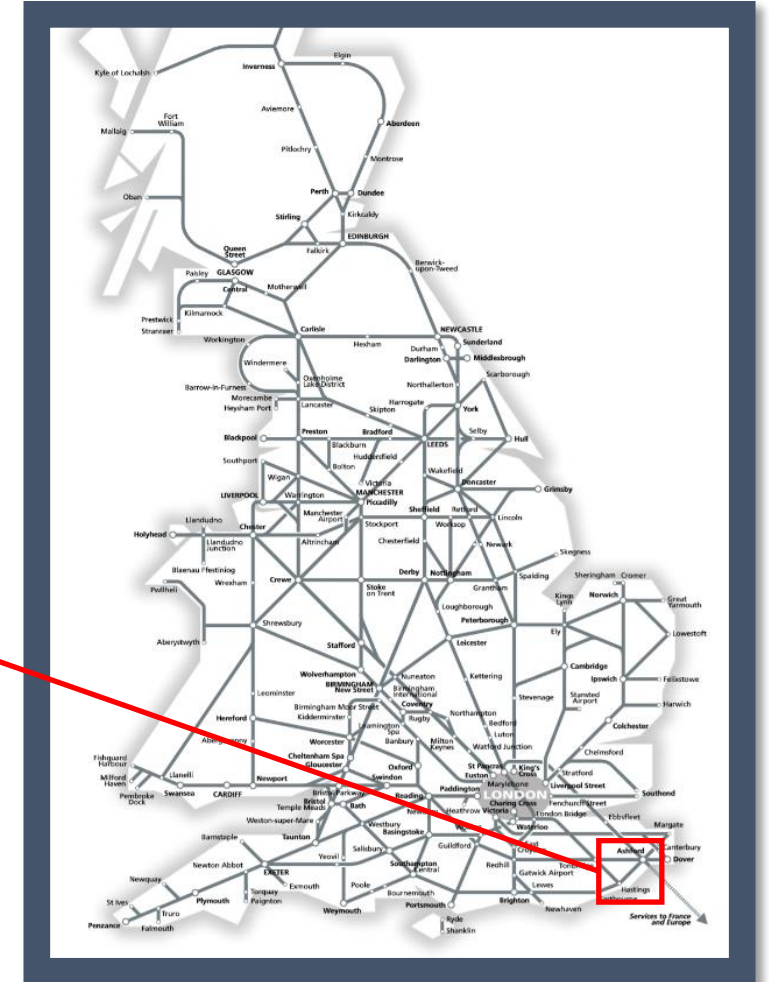 Elgin
Inverness
Kyle of Lochalsh
Aviemore
Fort
William
Aberdeen
Mallaig
Pitlochry
Montrose
Perth
Dundee
Oban
Stirling
Kirkcaldy
EDINBURGH
Queen
Street
Falkirk
Berwick-
upon-Tweed
Paisley
GLASGOW
Central
Motherwell
Prestwick
Kilmarnock
Stranraer
Carlisle
NEWCASTLE
Workington
Hexham
Sunderland
Durham
Darlington
Middlesbrough
Windermere
Scarborough
Oxenholme
Lake District
Barrow-in-Furness
Northallerton
Morecambe
Heysham Port
Lancaster
Harrogate
York
Skipton
Blackpool
Preston
Bradford
Selby
Hull
Blackburn
LEEDS
Huddersfield
Southport
Bolton
Wakefield
Wigan
Victoria
Doncaster
MANCHESTER
Piccadilly
Grimsby
LIVERPOOL
Warrington
Manchester
Airport
Sheffield
Retford
Lincoln
Stockport
Worksop
Llandudno
Chester
Holyhead
Llandudno
Junction
Altrincham
Chesterfield
Newark
Skegness
Blaenau Ffestiniog
Crewe
Derby
Nottingham
Spalding
Sheringham
Cromer
Pwllheli
Wrexham
Stoke
on Trent
Grantham
Kings
Lynn
Norwich
Great
Yarmouth
Loughborough
Peterborough
Shrewsbury
Ely
Lowestoft
Aberystwyth
Stafford
Leicester
Wolverhampton
Nuneaton
Kettering
Cambridge
BIRMINGHAM
New Street
Birmingham
International
Ipswich
Felixstowe
Leominster
Coventry
Stevenage
Stansted
Airport
Birmingham Moor Street
Kidderminster
Rugby
Northampton
Harwich
Hereford
Leamington
Spa
Bedford
Colchester
Worcester
Banbury
Milton
Keynes
Luton
Abergavenny
Watford Junction
Chelmsford
Cheltenham Spa
Gloucester
Oxford
St Pancras
King's
Cross
Fishguard
Harbour
Euston
Stratford
Llanelli
Newport
Swindon
Marylebone
Liverpool Street
Milford
Haven
Pembroke
Dock
Swansea
CARDIFF
Bristol Parkway
Reading
Paddington
LONDON
Southend
Bristol
Temple Meads
Bath
Heathrow
Victoria
Charing Cross
Fenchurch Street
London Bridge
Ebbsfleet
Weston-super-Mare
Westbury
Basingstoke
Waterloo
Margate
Barnstaple
Taunton
Salisbury
Guildford
Ashford
Canterbury
Newton Abbot
Yeovil
Redhill
Dover
EXETER
Southampton
Central
Gatwick Airport
Newquay
Exmouth
Poole
Lewes
Hastings
St Ives
Plymouth
Torquay
Paignton
Bournemouth
Truro
Weymouth
Portsmouth
Brighton
Newhaven
Penzance
Falmouth
Ryde
Shanklin
Services to France
and Europe